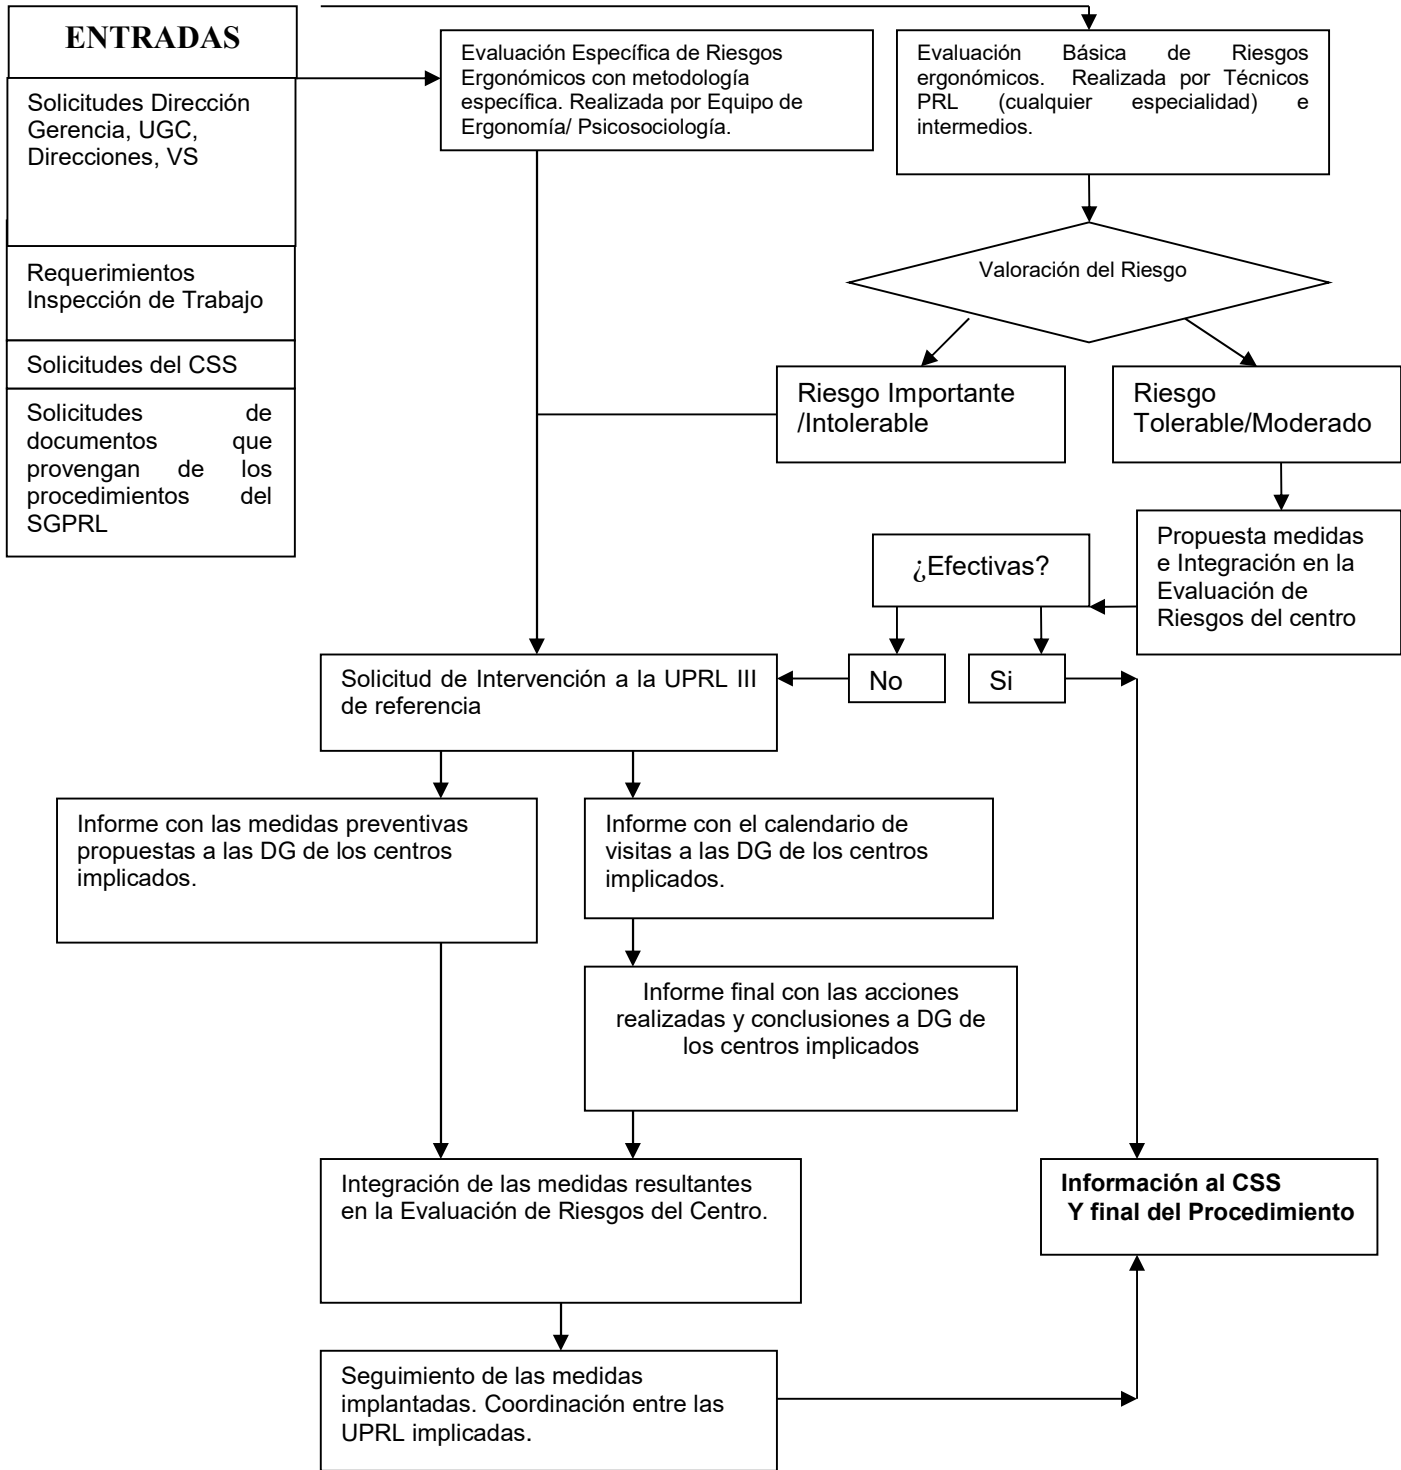 ENTRADAS
Solicitudes Dirección
Gerencia, UGC,
Direcciones, VS
Requerimientos
Inspección de Trabajo
Solicitudes del CSS
Solicitudes de
documentos que
provengan de los
procedimientos del
SGPRL
Evaluación Específica de Riesgos
Ergonómicos con metodología
específica. Realizada por Equipo de
Ergonomía/ Psicosociología.
Evaluación Básica de Riesgos
ergonómicos. Realizada por Técnicos
PRL (cualquier especialidad) e
intermedios.
Valoración del Riesgo
Riesgo Importante
/Intolerable
Riesgo
Tolerable/Moderado
Propuesta medidas
e Integración en la
Evaluación de
Riesgos del centro
¿Efectivas?
No
Si
Solicitud de Intervención a la UPRL III
de referencia
Informe con las medidas preventivas
propuestas a las DG de los centros
implicados.
Informe con el calendario de
visitas a las DG de los centros
implicados.
Informe final con las acciones
realizadas y conclusiones a DG de
los centros implicados
Integración de las medidas resultantes
en la Evaluación de Riesgos del Centro.
Información al CSS
Y final del Procedimiento
Seguimiento de las medidas
implantadas. Coordinación entre las
UPRL implicadas.